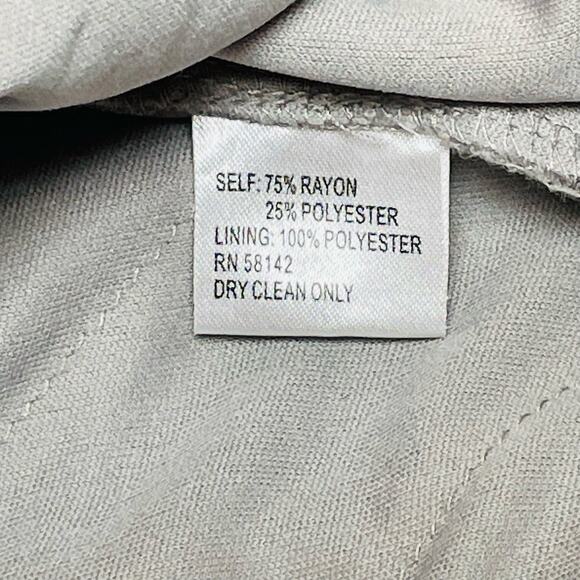 SELF: 75% RAYON
25% POLYESTER
LINING: 100% POLYESTER
RN 58142
DRY CLEAN ONLY